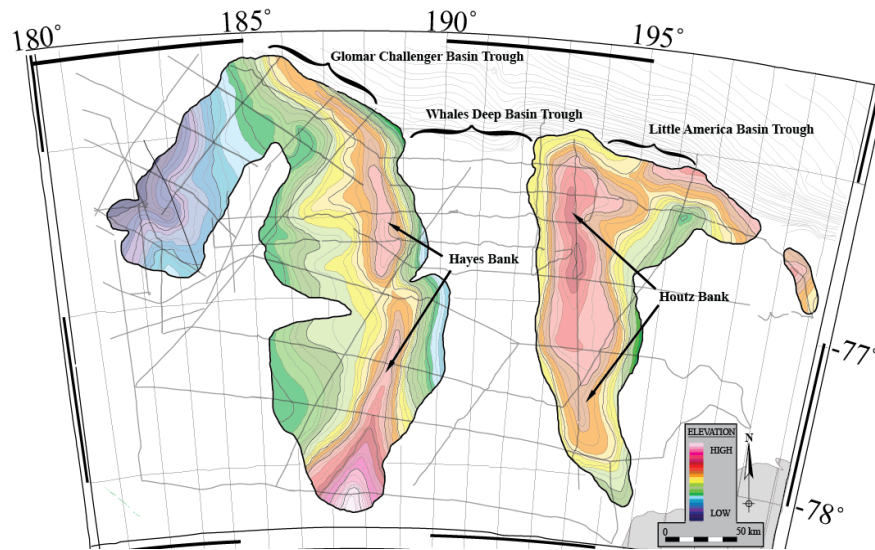 180°
185°
190°
195°
Glomar Challenger Basin Trough
Whales Deep Basin Trough
Little America Basin Trough
Hayes Bank
Houtz Bank
-77°
-78°
ELEVATION
HIGH
LOW
N
0
50 km